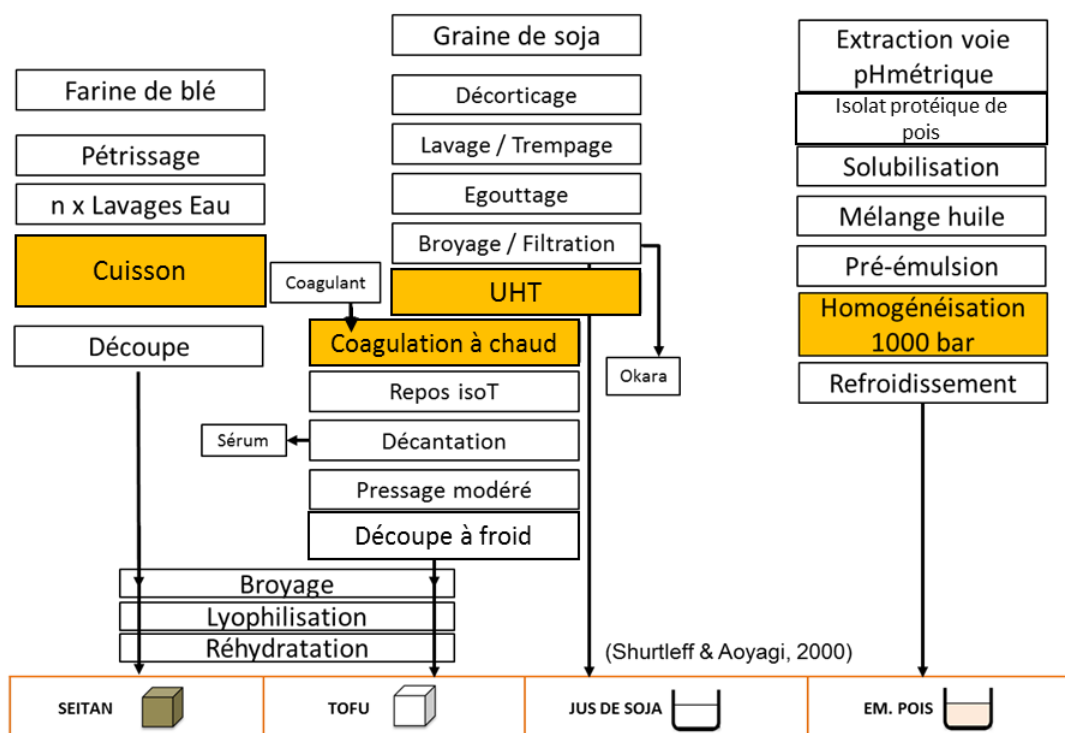 Farine de blé
Pétrissage
n x Lavages Eau
Cuisson
Découpe
Graine de soja
Décorticage
Lavage / Trempage
Egouttage
Broyage / Filtration
UHT
Coagulant
Coagulation à chaud
Okara
Repos isoT
Sérum
Décantation
Pressage modéré
Découpe à froid
Broyage
Lyophilisation
Réhydratation
Extraction voie
pHmétrique
Isolat protéique de
pois
Solubilisation
Mélange huile
Pré-émulsion
Homogénéisation
1000 bar
Refroidissement
(Shurtleff & Aoyagi, 2000)
SEITAN
TOFU
JUS DE SOJA
EM. POIS